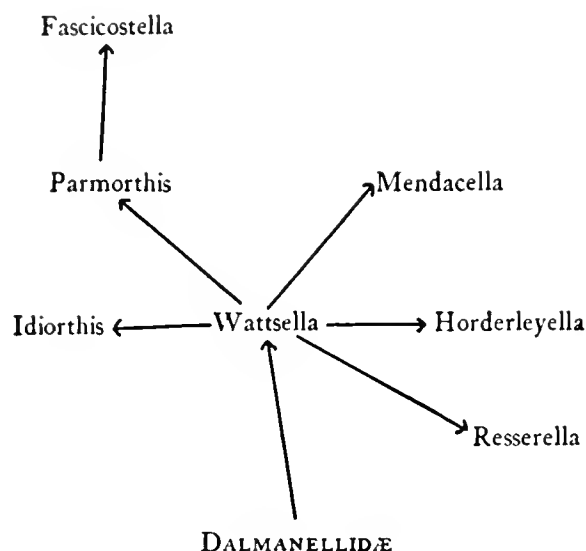 Fascicostella
Parmorthis
Mendacella
Idiorthis
Wattsella
Horderleyella
Resserella
DALMANELLIDÆ